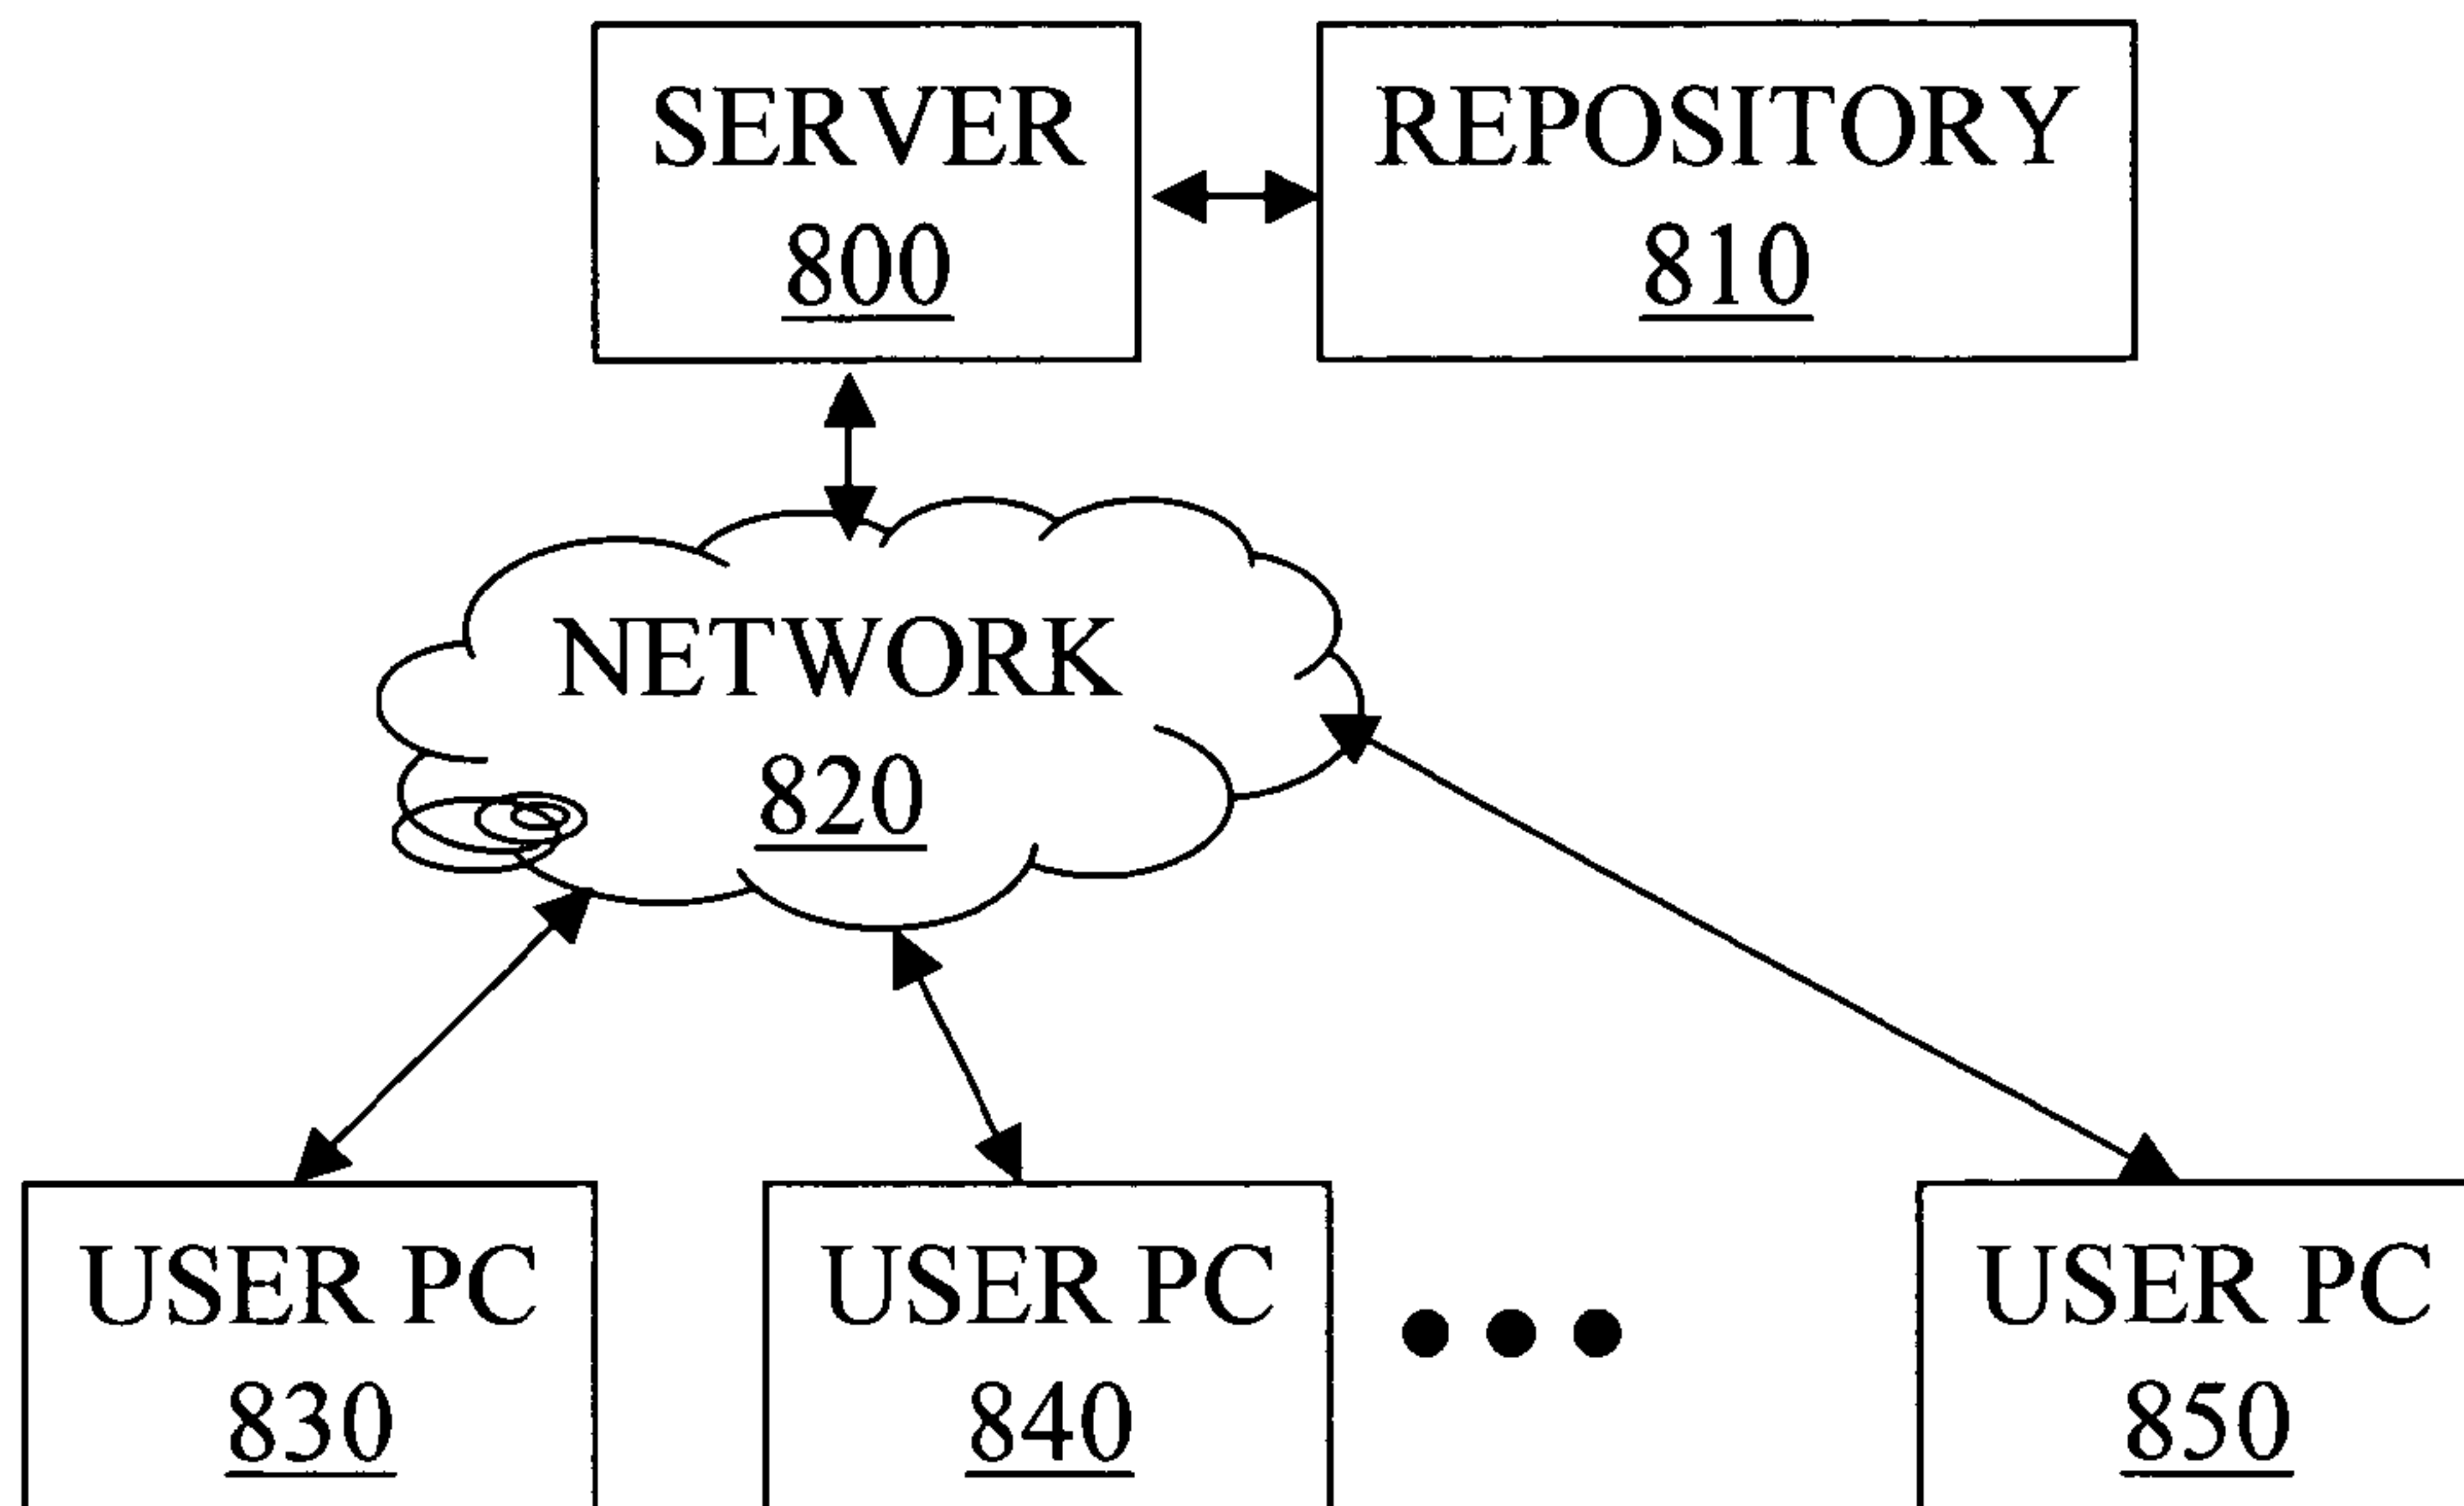 SERVER
800
REPOSITORY
810
NETWORK
820
USER PC
830
USER PC
840
USER PC
850